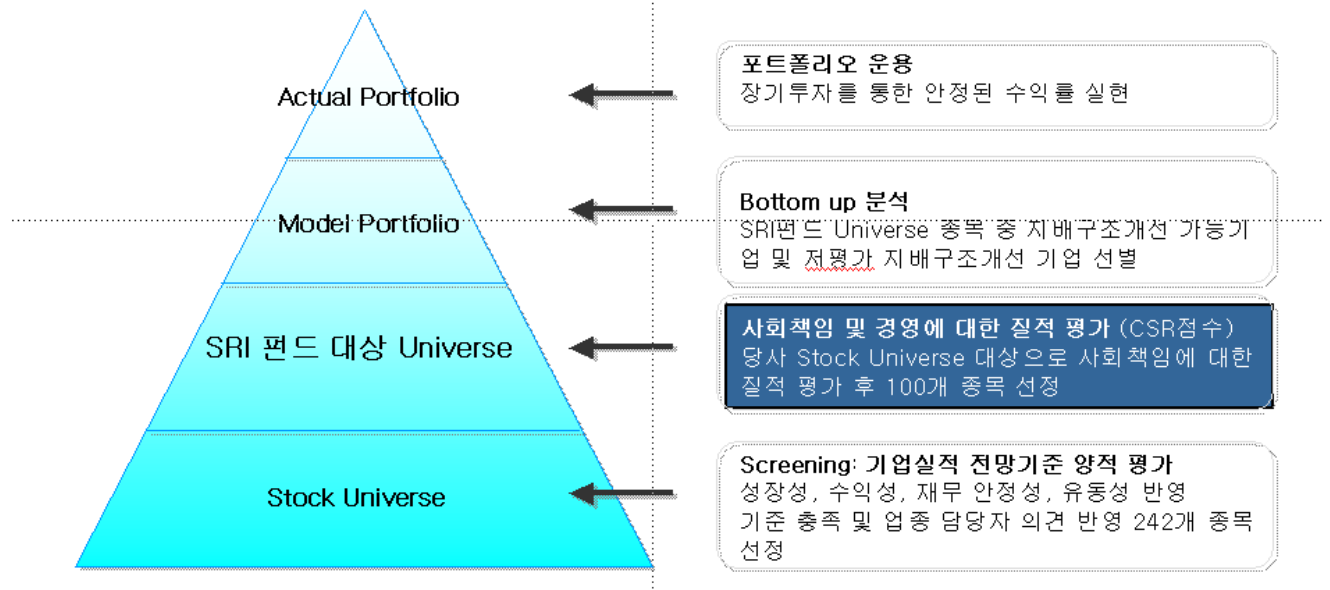 Actual Portfolio
포트폴리오 운용
장기투자를 통한 안정된 수익률 실현
Model Portfolio
Bottom up 분석
SRI펀드 Universe 종목 중 지배구조개선 가능기
업 및 저평가 지배구조개선 기업 선별
SRI 펀드 대상 Universe
사회책임 및 경영에 대한 질적 평가 (CSR점수)
당사 Stock Universe 대상으로 사회책임에 대한
질적 평가 후 100개 종목 선정
Stock Universe
Screening: 기업실적 전망기준 양적 평가
성장성, 수익성, 재무 안정성, 유동성 반영
기준 충족 및 업종 담당자 의견 반영 242개 종목
선정